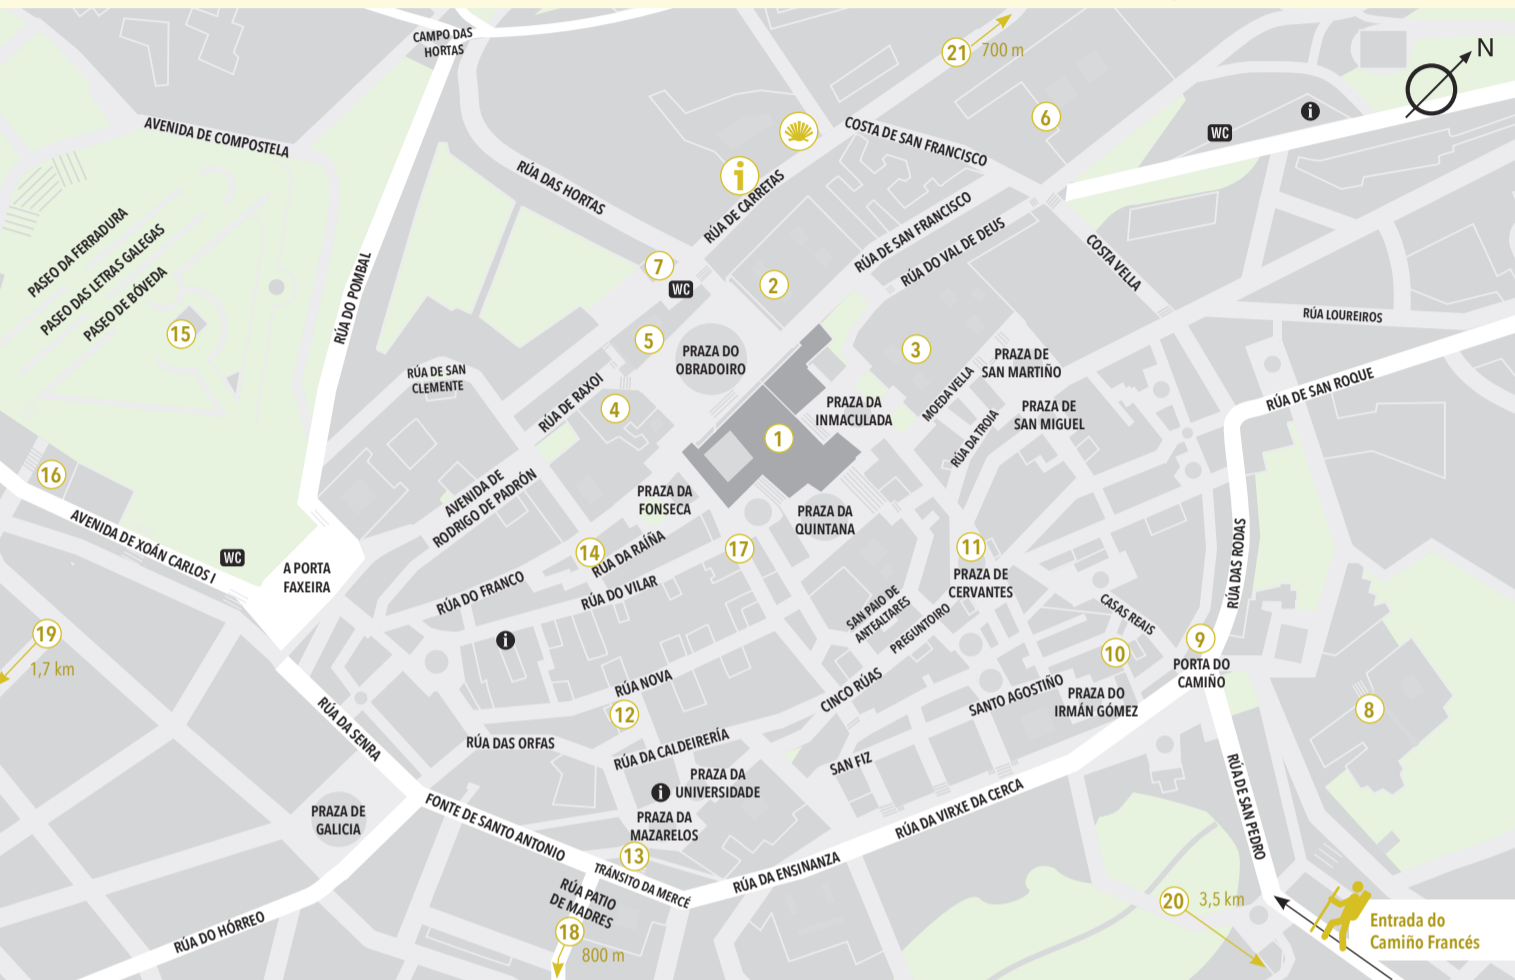 CAMPO DAS
HORTAS
21
700 m
N
6
WC
i
AVENIDA DE COMPOSTELA
COSTA DE SAN FRANCISCO
i
RÚA DAS HORTAS
RÚA DE CARRETAS
RÚA DE SAN FRANCISCO
RÚA DO VAL DE DEUS
COSTA VELLA
PASEO DA FERRADURA
PASEO DAS LETRAS GALEGAS
PASEO DE BÓVEDA
RÚA DO POMBAL
7
WC
2
15
5
PRAZA DO
OBRADOIRO
3
PRAZA DE
SAN MARTIÑO
RÚA LOUREIROS
RÚA DE SAN
CLEMENTE
RÚA DE RAXOI
4
PRAZA DA
INMACULADA
MOEDA VELLA
RÚA DA TROIA
PRAZA DE
SAN MIGUEL
RÚA DE SAN ROQUE
1
16
AVENIDA DE
RODRIGO DE PADRÓN
PRAZA DA
FONSECA
PRAZA DA
QUINTANA
AVENIDA DE XOÁN CARLOS I
WC
A PORTA
FAXEIRA
14
RÚA DA RAÍÑA
17
11
PRAZA DE
CERVANTES
RÚA DAS RODAS
RÚA DO FRANCO
RÚA DO VILAR
SAN PAIO DE
ANTEALTARES
PREGUNTOIRO
CASAS REAIS
19
1,7 km
i
9
PORTA DO
CAMIÑO
10
RÚA NOVA
CINCO RÚAS
SANTO AGOSTIÑO
PRAZA DO
IRMÁN GÓMEZ
8
12
RÚA DA SENRA
RÚA DAS ORFAS
RÚA DA CALDEIRERÍA
SAN FIZ
PRAZA DA
UNIVERSIDADE
i
RÚA DE SAN PEDRO
PRAZA DE
GALICIA
FONTE DE SANTO ANTONIO
PRAZA DA
MAZARELOS
RÚA DA VIRXE DA CERCA
13
TRÁNSITO DA MERCÉ
RÚA DA ENSINANZA
RÚA PATIO
DE MADRES
20
3,5 km
RÚA DO HÓRREO
18
800 m
Entrada do
Camiño Francés